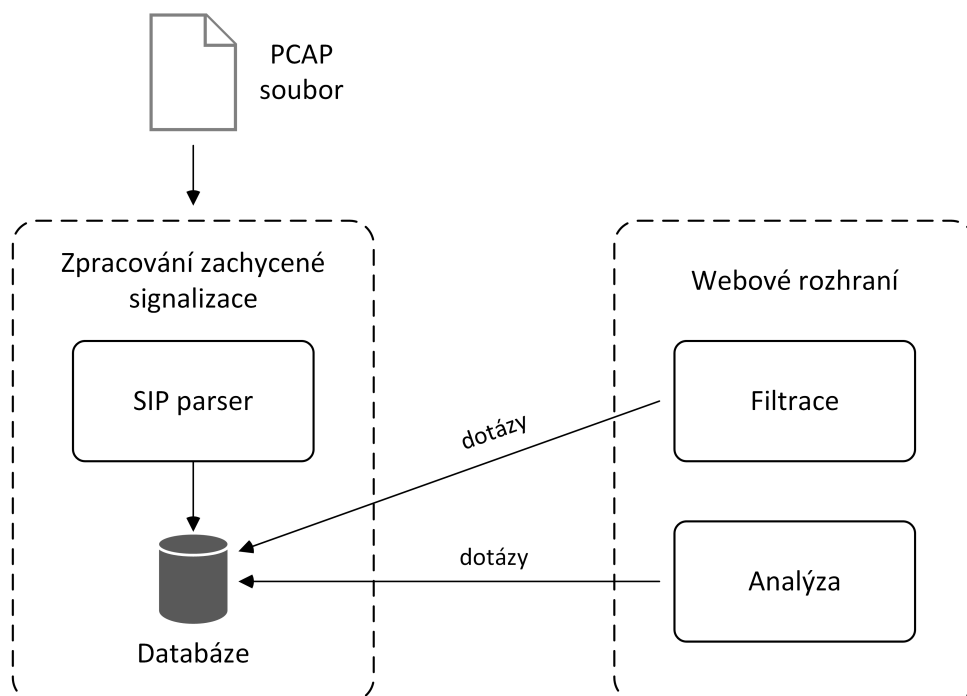 PCAP
soubor
Zpracování zachycené
signalizace
SIP parser
Databáze
dotázy
dotázy
Webové rozhraní
Filtrace
Analýza